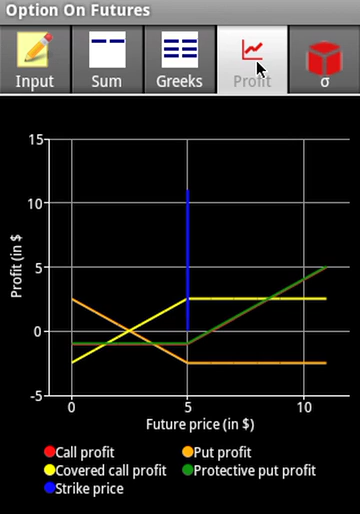 Option On Futures
Input Sum Greeks Profit σ
15
10
5
0
-5
Profit (in $
0 5 10
Future price (in $)
Call profit Put profit
Covered call profit Protective put profit
Strike price